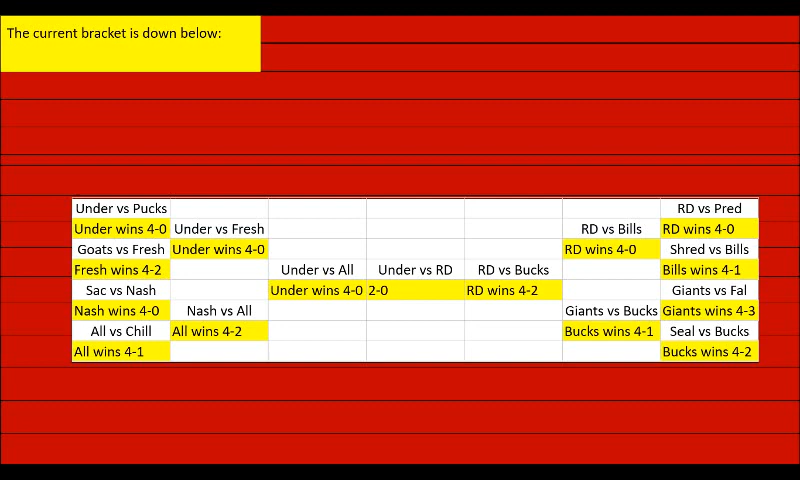 The current bracket is down below:
Under vs Pucks RD vs Pred
Under wins 4-0 Under vs Fresh RD vs Bills RD wins 4-0
Goats vs Fresh Under wins 4-0 RD wins 4-0 Shred vs Bills
Fresh wins 4-2 Under vs All Under vs RD RD vs Bucks Bills wins 4-1
Sac vs Nash Under wins 4-0 2-0 RD wins 4-2 Giants vs Fal
Nash wins 4-0 Nash vs All Giants vs Bucks Giants wins 4-3
All vs Chill All wins 4-2 Bucks wins 4-1 Seal vs Bucks
All wins 4-1 Bucks wins 4-2